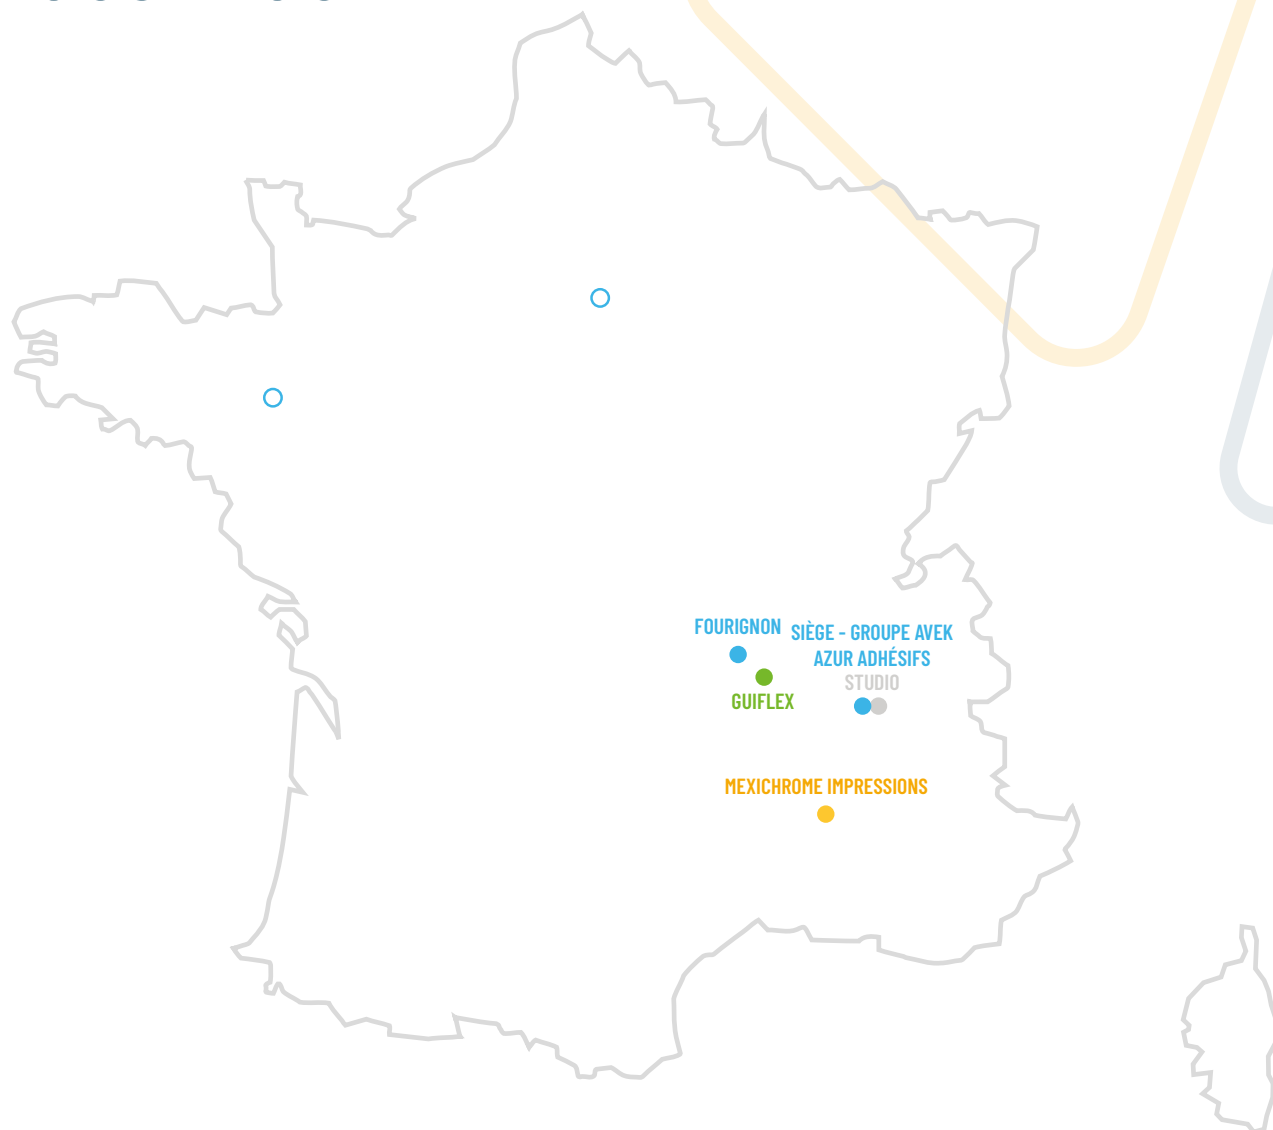 FOURIGNON
SIÈGE - GROUPE AVEK
AZUR ADHÉSIFS
STUDIO
GUIFLEX
MEXICHROME IMPRESSIONS